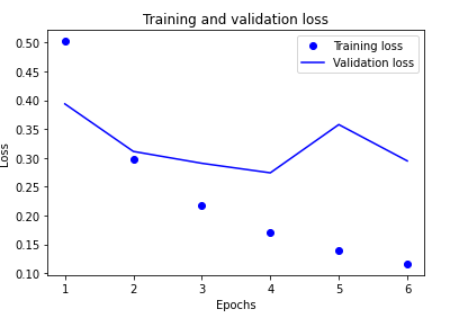 Training and validation loss
Training loss
Validation loss
0.50
0.45
0.40
0.35
0.30
0.25
0.20
0.15
0.10
Loss
1 2 3 4 5 6
Epochs